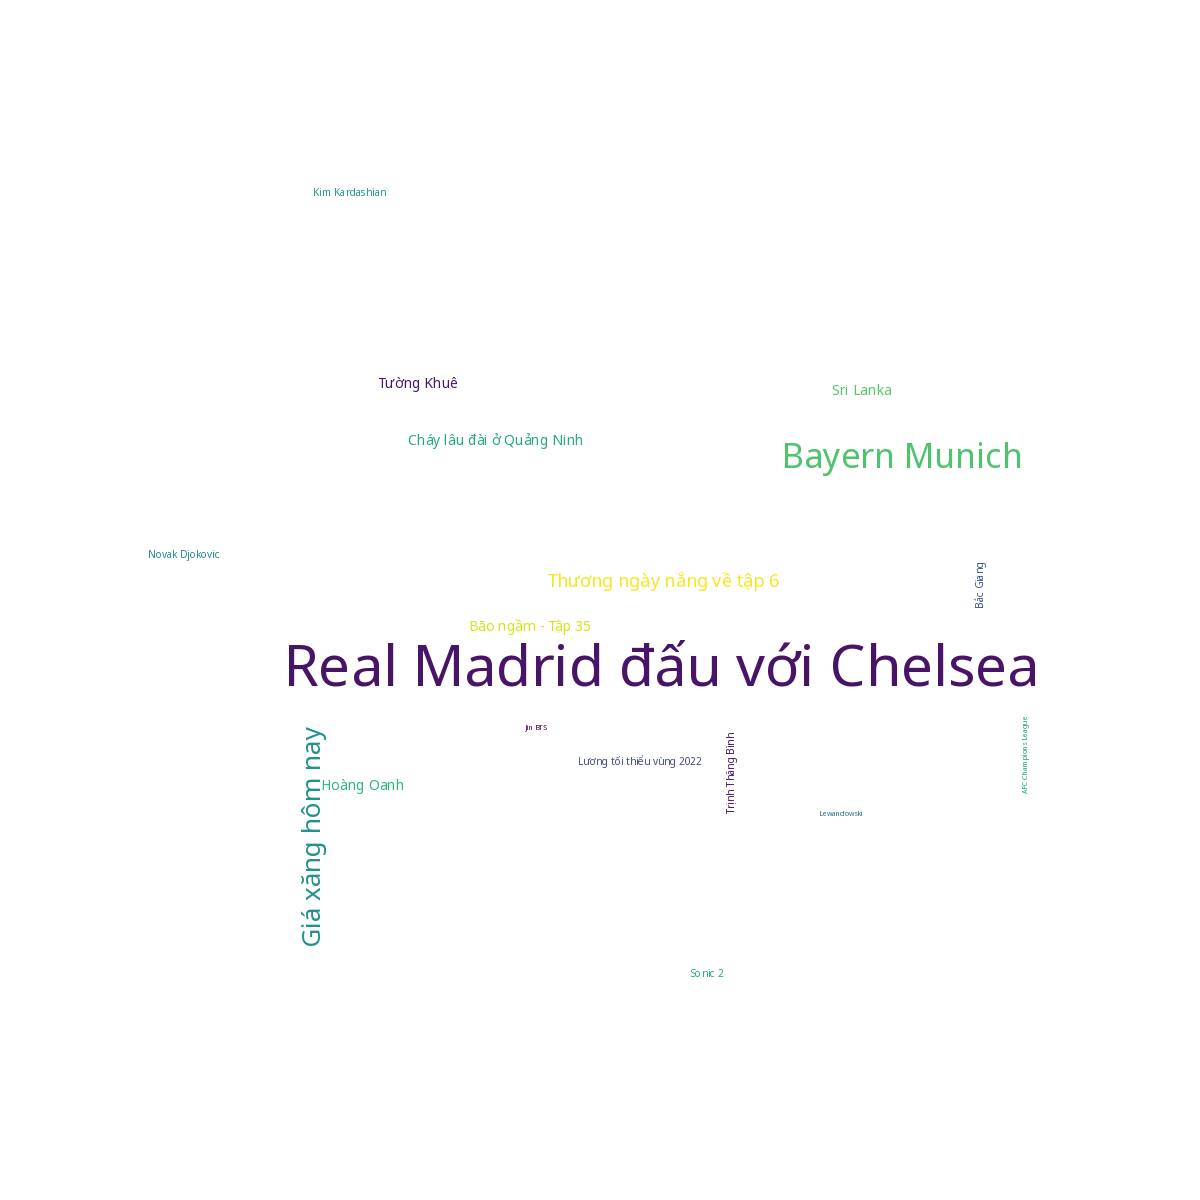 Kim Kardashian
Tường Khuê
Sri Lanka
Cháy lâu đài ở Quảng Ninh
Bayern Munich
Novak Djokovic
Thương ngày nắng về tập 6
Bắc Giang
Bão ngầm - Tập 35
Real Madrid đấu với Chelsea
Jin BTS
Lương tối thiểu vùng 2022
Trịnh Thăng Bình
AFC Champions League
Giá xăng hôm nay
Hoàng Oanh
Lewandowski
Sonic 2